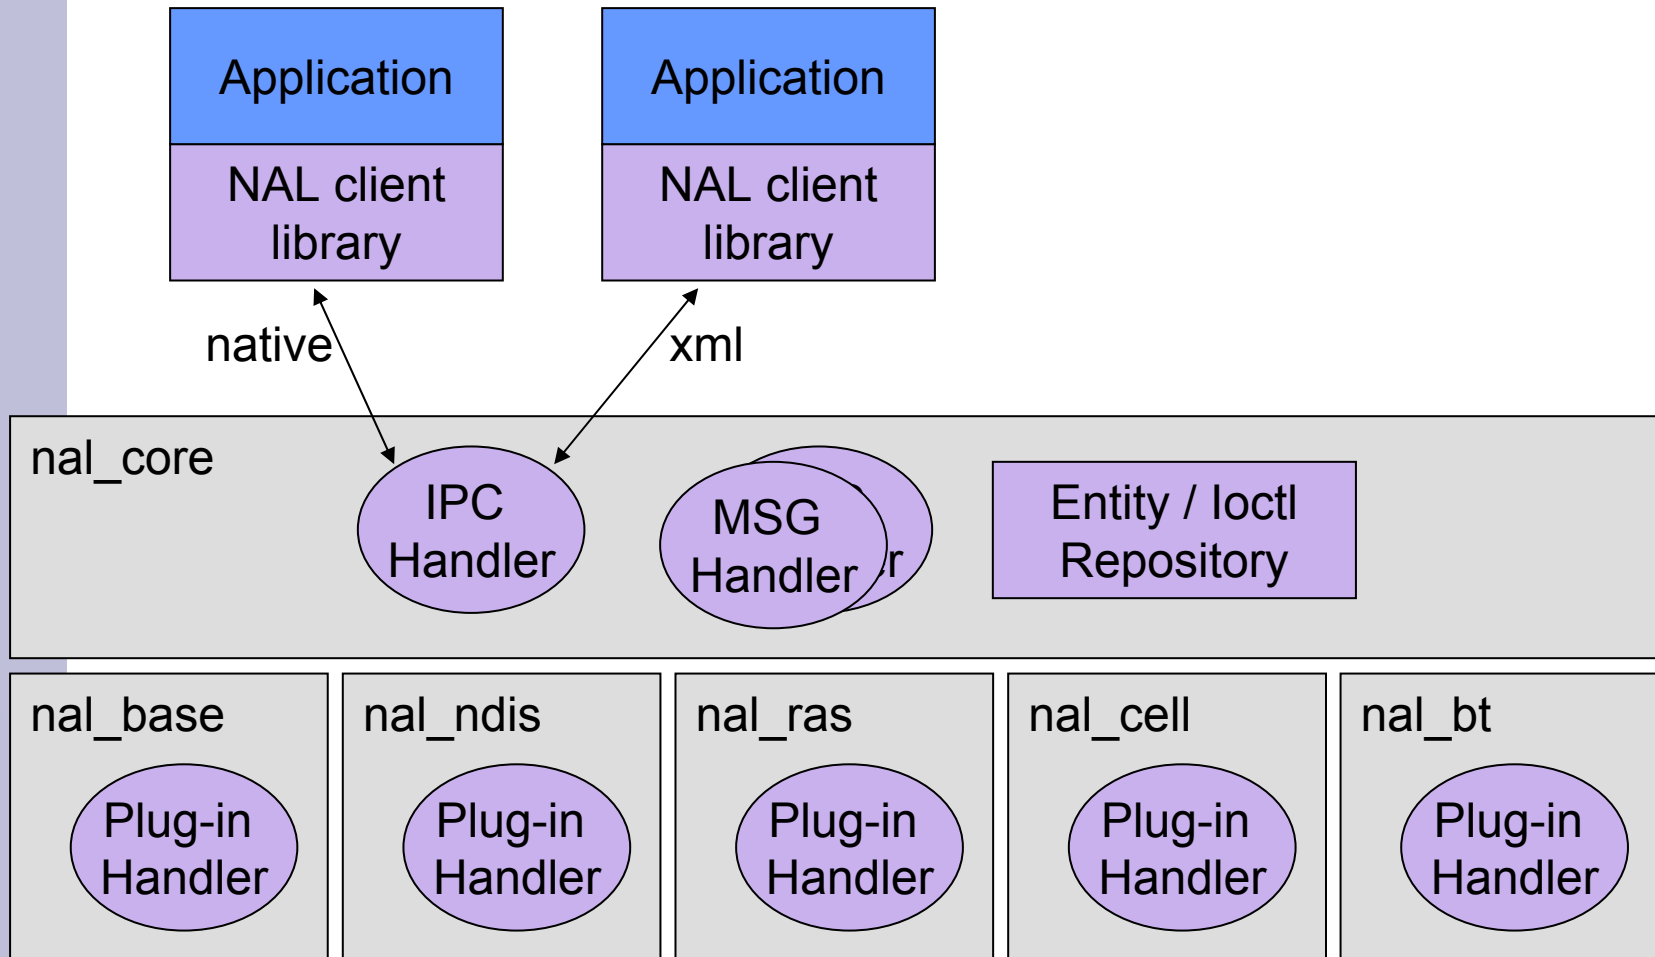 Application
Application
NAL client
library
NAL client
library
native
xml
nal_core
IPC
Handler
MSG
Handler
r
Entity / Ioctl
Repository
nal_base
nal_ndis
nal_ras
nal_cell
nal_bt
Plug-in
Handler
Plug-in
Handler
Plug-in
Handler
Plug-in
Handler
Plug-in
Handler